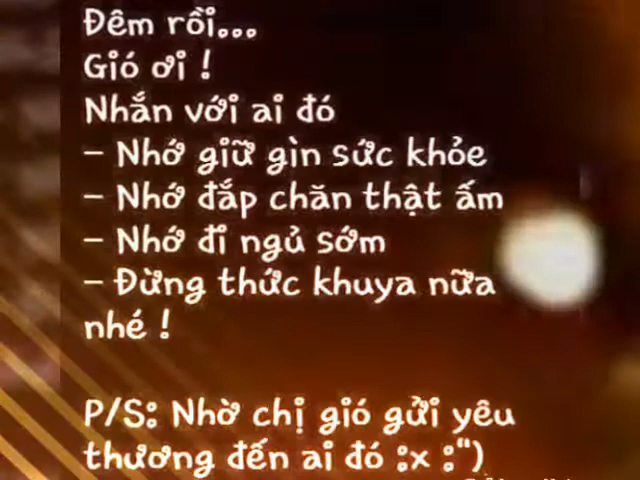 Đêm rồi...
Gió ơi !
Nhắn với ai đó
- Nhớ giữ gìn sức khỏe
- Nhớ đắp chăn thật ấm
- Nhớ đi ngủ sớm
- Đừng thức khuya nữa
nhé !
P/S: Nhờ chị gió gửi yêu
thương đến ai đó :x :")